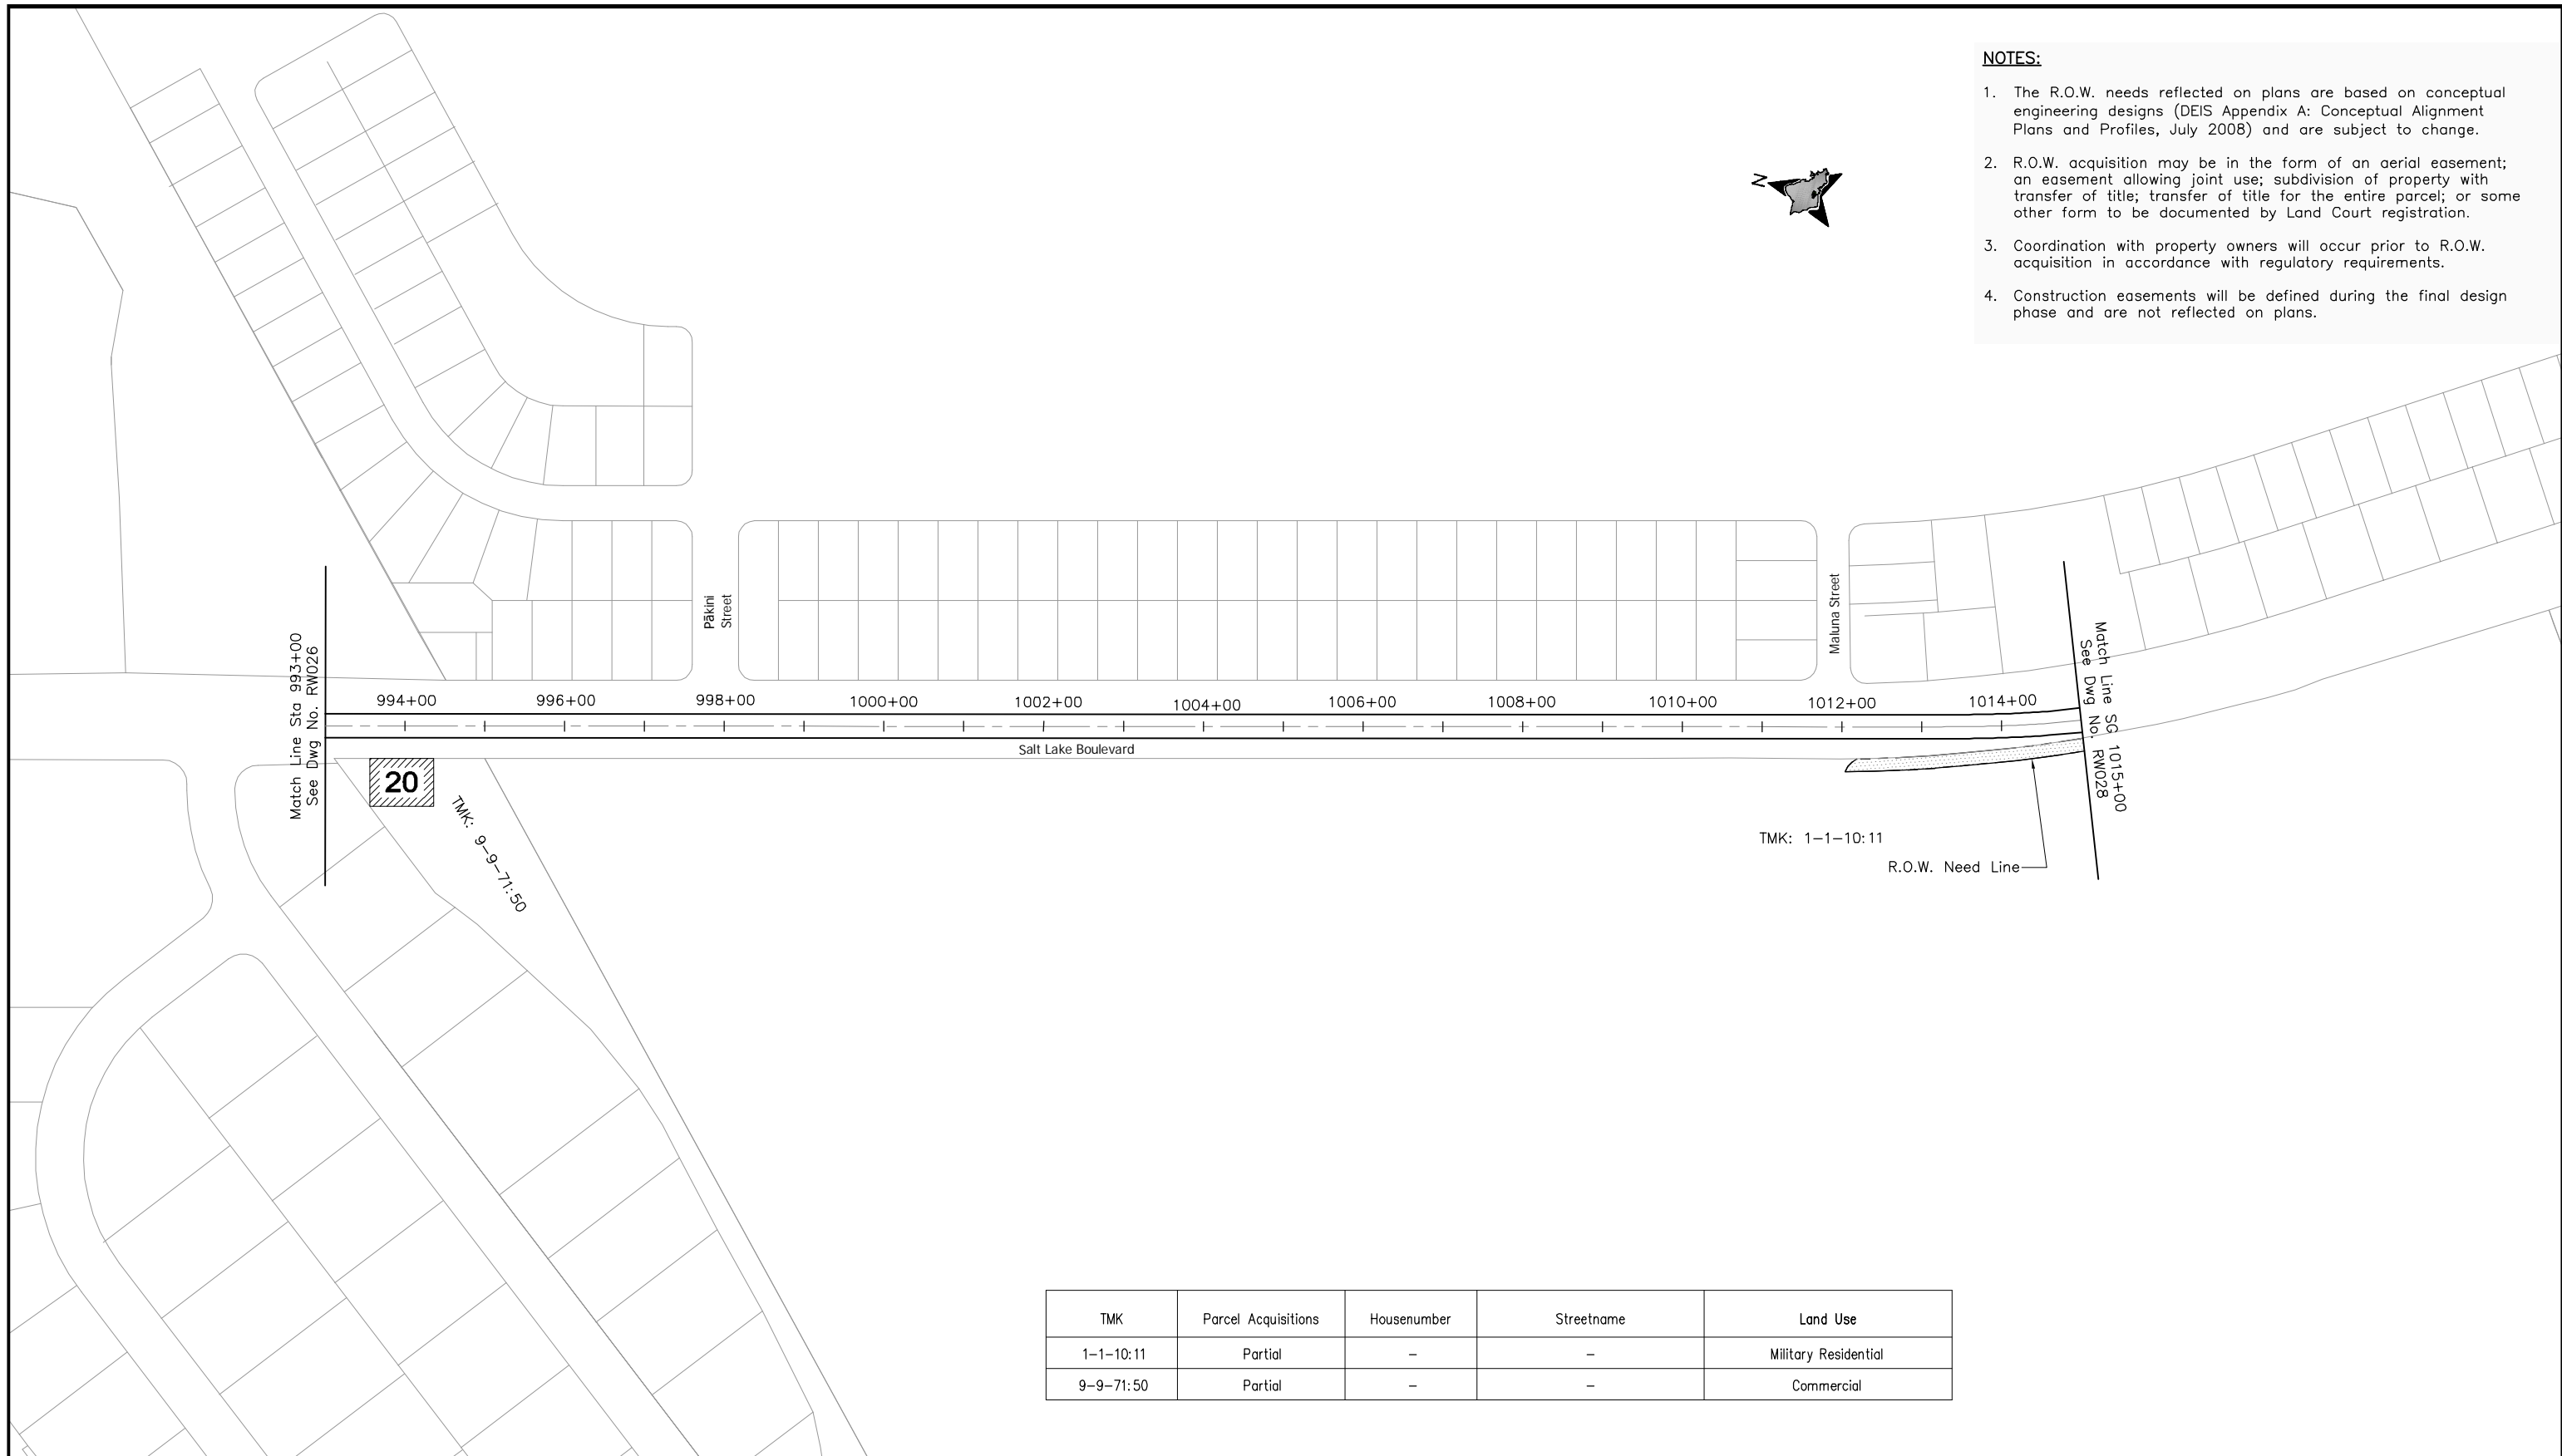 NOTES:
1. The R.O.W. needs reflected on plans are based on conceptual
engineering designs (DEIS Appendix A: Conceptual Alignment
Plans and Profiles, July 2008) and are subject to change.
2. R.O.W. acquisition may be in the form of an aerial easement;
an easement allowing joint use; subdivision of property with
transfer of title; transfer of title for the entire parcel; or some
other form to be documented by Land Court registration.
3. Coordination with property owners will occur prior to R.O.W.
acquisition in accordance with regulatory requirements.
4. Construction easements will be defined during the final design
phase and are not reflected on plans.
N
Pākini
Street
Maluna Street
Match Line Sta 993+00
See Dwg No. RW026
994+00 996+00 998+00 1000+00 1002+00 1004+00 1006+00 1008+00 1010+00 1012+00 1014+00
Match Line SG 1015+00
See Dwg No. RW028
Salt Lake Boulevard
20
TMK: 9-9-71:50
TMK: 1-1-10:11
R.O.W. Need Line
TMK Parcel Acquisitions Housenumber Streetname Land Use
1-1-10:11 Partial - - Military Residential
9-9-71:50 Partial - - Commercial